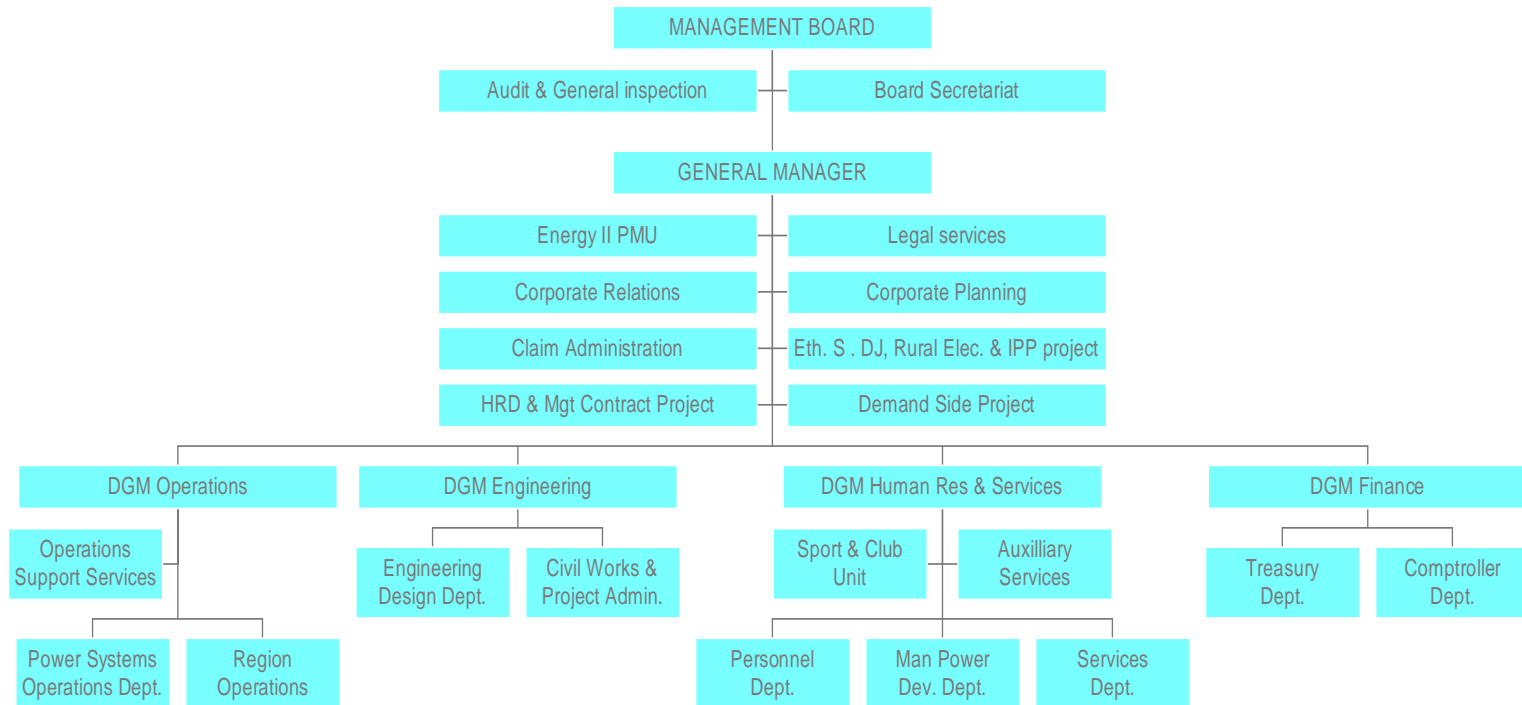 MANAGEMENT BOARD
Audit & General inspection
Board Secretariat
GENERAL MANAGER
Energy II PMU
Legal services
Corporate Relations
Corporate Planning
Claim Administration
Eth. S . DJ, Rural Elec. & IPP project
HRD & Mgt Contract Project
Demand Side Project
DGM Operations
DGM Engineering
DGM Human Res & Services
DGM Finance
Operations
Support Services
Engineering
Design Dept.
Civil Works &
Project Admin.
Sport & Club
Unit
Auxilliary
Services
Treasury
Dept.
Comptroller
Dept.
Power Systems
Operations Dept.
Region
Operations
Personnel
Dept.
Man Power
Dev. Dept.
Services
Dept.